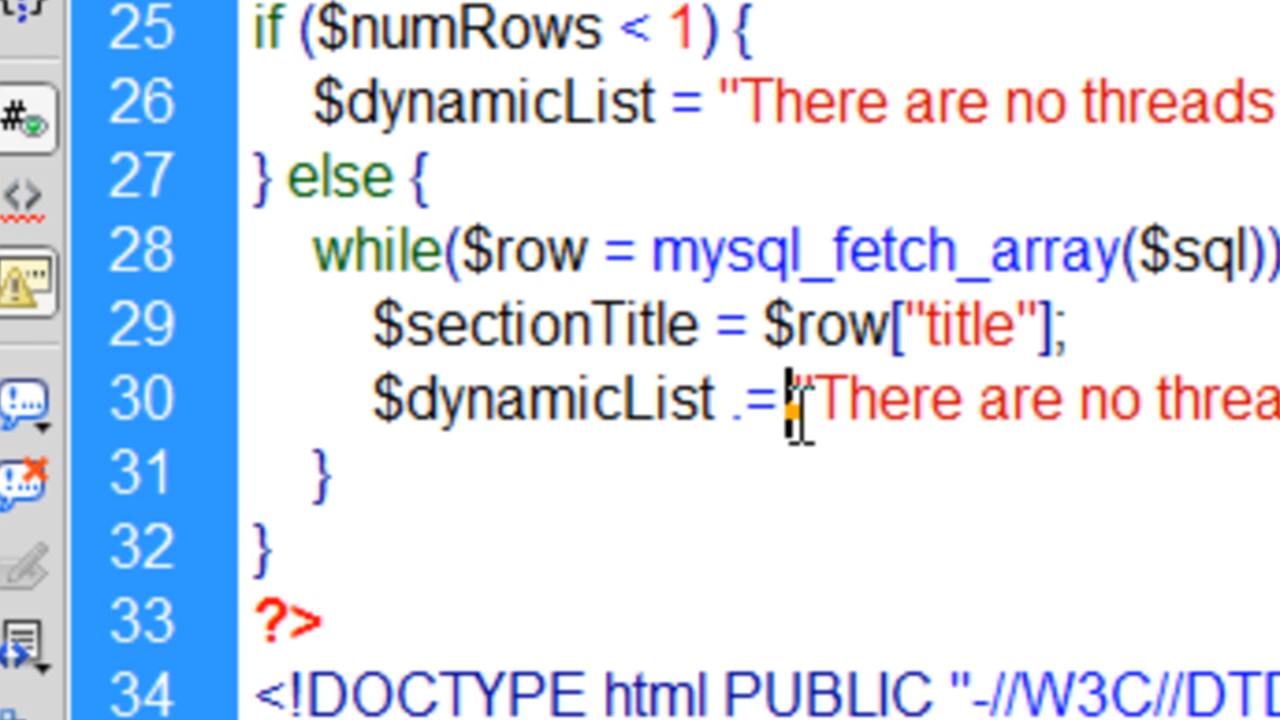 25 if ($numRows < 1) {
26 $dynamicList = "There are no threads
27 } else {
28 while($row = mysql_fetch_array($sql))
29 $sectionTitle = $row["title"];
30 $dynamicList .= "There are no threa
31 }
32 }
33 ?>
34 <!DOCTYPE html PUBLIC "-//W3C//DTD